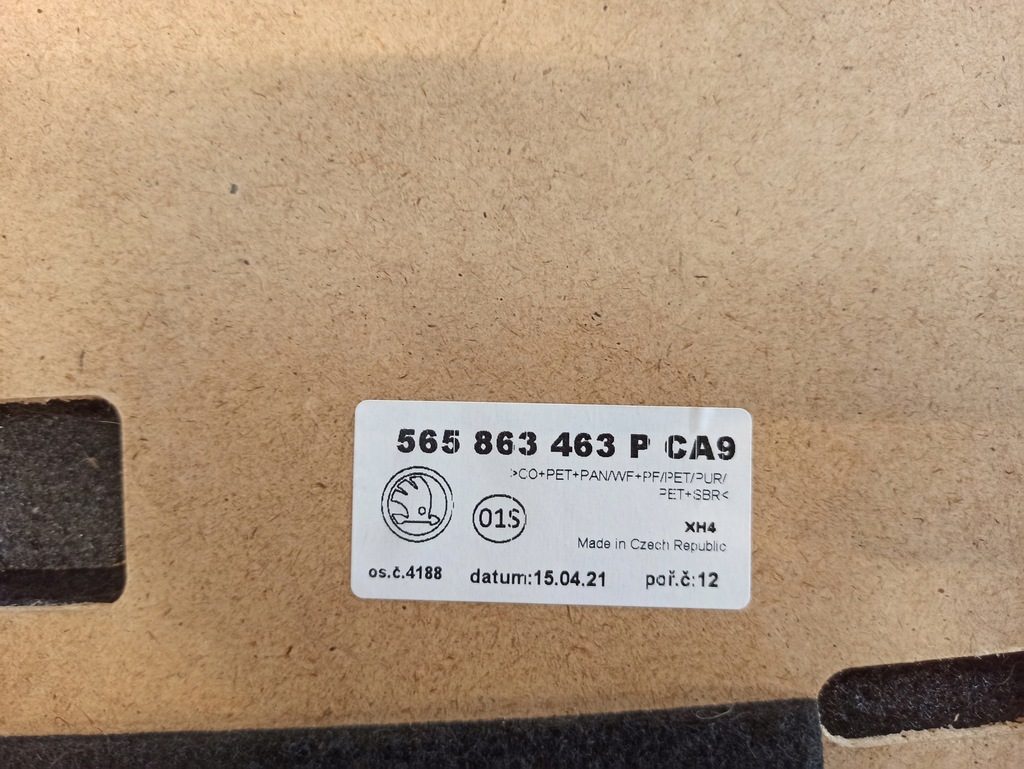 565 863 463 P CA9
>CO+PET+PAN/WF+PF/PET/PUR/
PET+SBR<
01S
XH4
Made in Czech Republic
os.č.4188 datum:15.04.21 poř.č:12